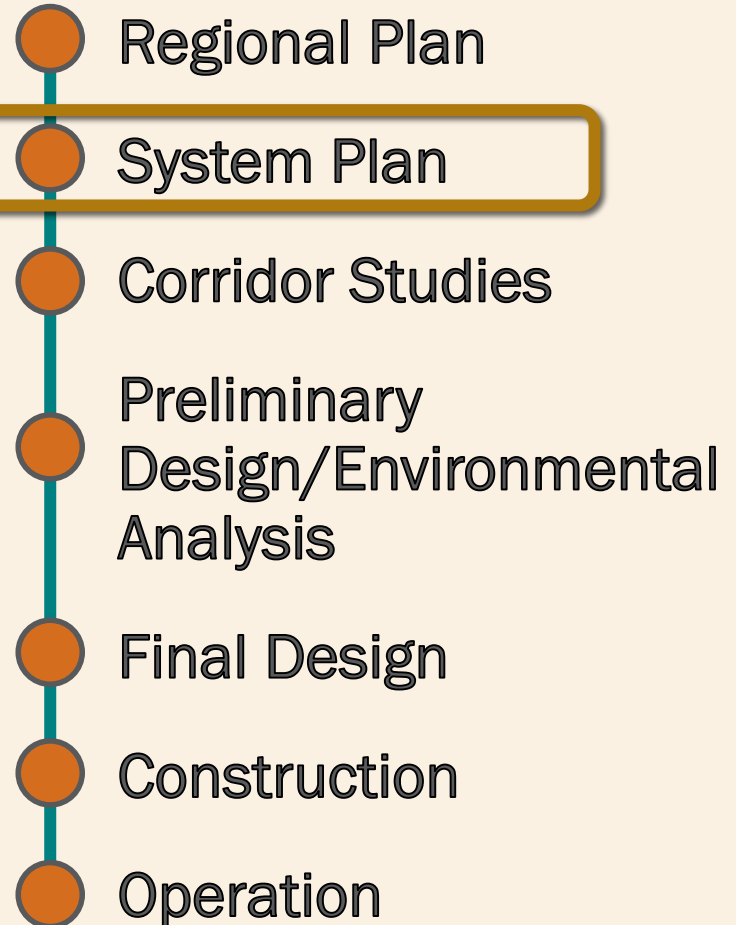 Regional Plan
System Plan
Corridor Studies
Preliminary
Design/Environmental
Analysis
Final Design
Construction
Operation